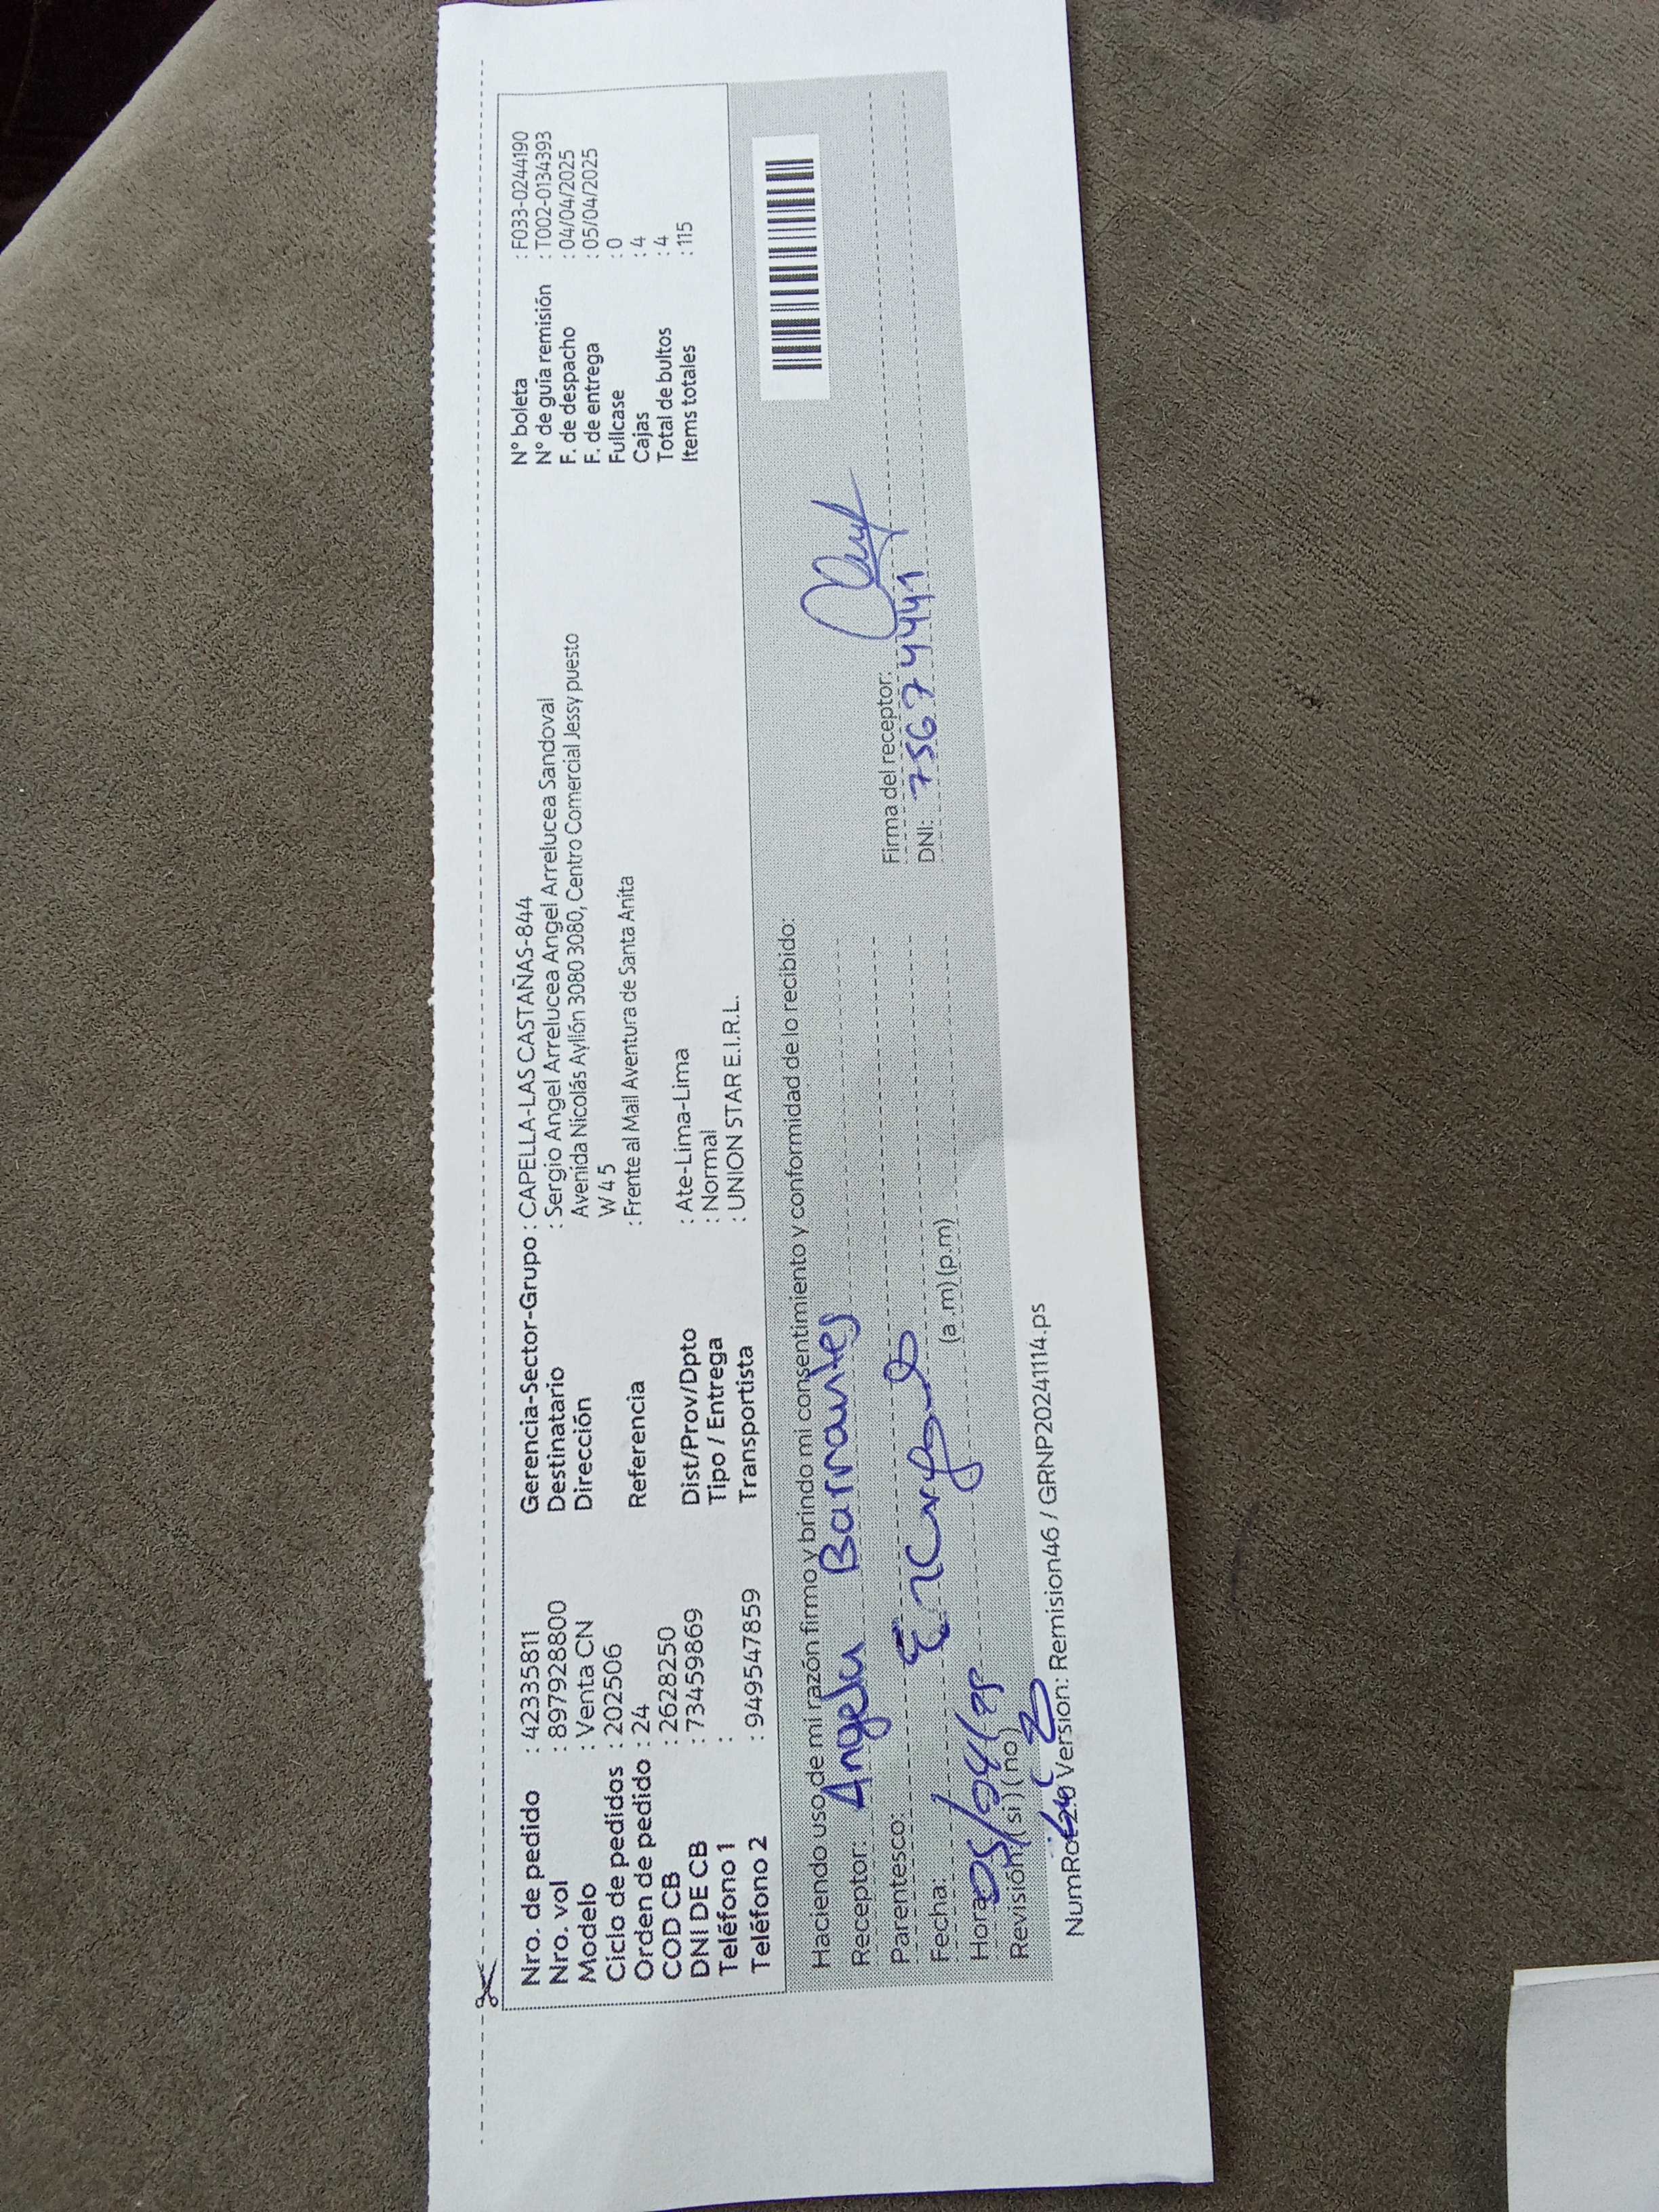 Nro. de pedido : 42335811
Nro. vol : 897928800
Modelo : Venta CN
Ciclo de pedidos : 202506
Orden de pedido : 24
COD CB : 2628250
DNI DE CB : 73459869
Teléfono 1 :
Teléfono 2 : 949547859
Gerencia-Sector-Grupo : CAPELLA-LAS CASTAÑAS-844
Destinatario : Sergio Angel Arrelucea Angel Arrelucea Sandoval
Dirección Avenida Nicolás Ayllón 3080 3080, Centro Comercial Jessy puesto
W 4 5
Referencia : Frente al Mall Aventura de Santa Anita
Dist/Prov/Dpto : Ate-Lima-Lima
Tipo / Entrega : Normal
Transportista : UNION STAR E.I.R.L.
N° boleta : F033-0244190
N° de guía remisión : T002-0134393
F. de despacho : 04/04/2025
F. de entrega : 05/04/2025
Fullcase : 0
Cajas : 4
Total de bultos : 4
Items totales : 115
Haciendo uso de mi razón firmo y brindo mi consentimiento y conformidad de lo recibido:
Receptor: Angela Barrantes
Parentesco:
Fecha: 05/04/25
Hora: (a.m) (p.m)
Revisión (si) (no)
Firma del receptor:
DNI: 75674441
Version: Remision46 / GRNP20241114.ps